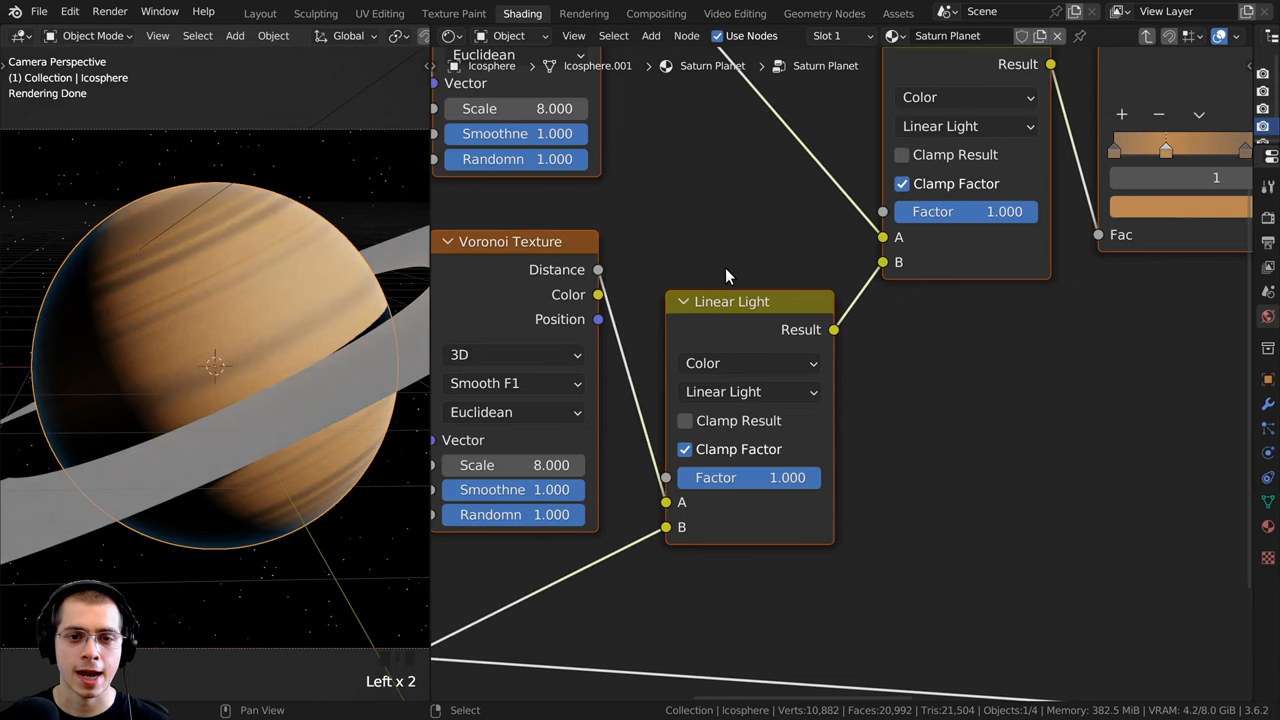 File Edit Render Window Help Layout Sculpting UV Editing Texture Paint Shading Rendering Compositing Video Editing Geometry Nodes Assets Scene View Layer
Object Mode View Select Add Object Global Object View Select Add Node Use Nodes Slot 1 Saturn Planet
Camera Perspective
(1) Collection | Icosphere
Rendering Done
Euclidean
Icosphere Icosphere.001 Saturn Planet Saturn Planet
Vector
Scale 8.000
Smoothne 1.000
Randomn 1.000
Result
Color
Linear Light
Clamp Result
Clamp Factor
Factor 1.000
A
B
1
Fac
Voronoi Texture
Distance
Color
Position
3D
Smooth F1
Euclidean
Vector
Scale 8.000
Smoothne 1.000
Randomn 1.000
Linear Light
Result
Color
Linear Light
Clamp Result
Clamp Factor
Factor 1.000
A
B
Left x 2
Pan View Select Collection | Icosphere | Verts:10,882 | Faces:20,992 | Tris:21,504 | Objects:1/4 | Memory: 382.5 MiB | VRAM: 4.2/8.0 GiB | 3.6.2